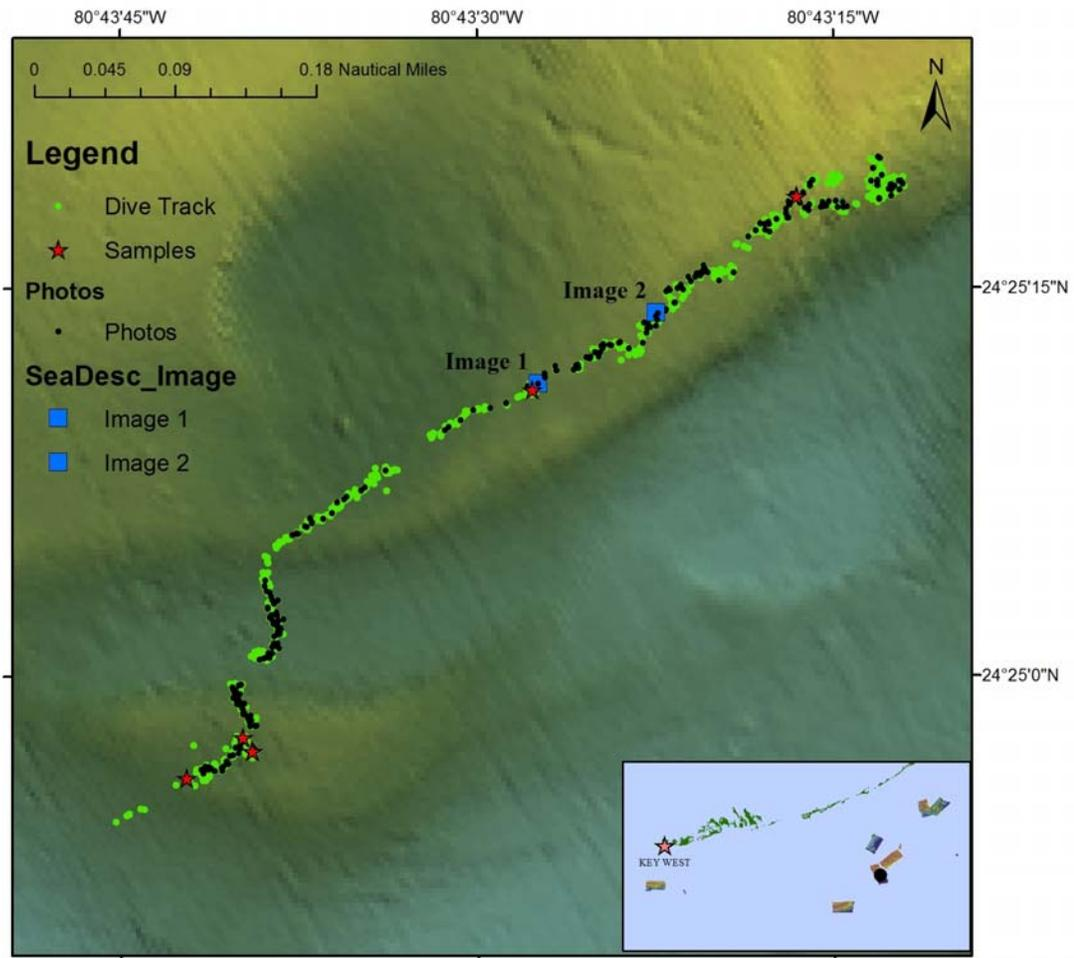 80°43'45"W 80°43'30"W 80°43'15"W
0 0.045 0.09 0.18 Nautical Miles
N
Legend
Dive Track
Samples
Photos
Photos
SeaDesc_Image
Image 1
Image 2
Image 2
Image 1
24°25'15"N
24°25'0"N
KEY WEST